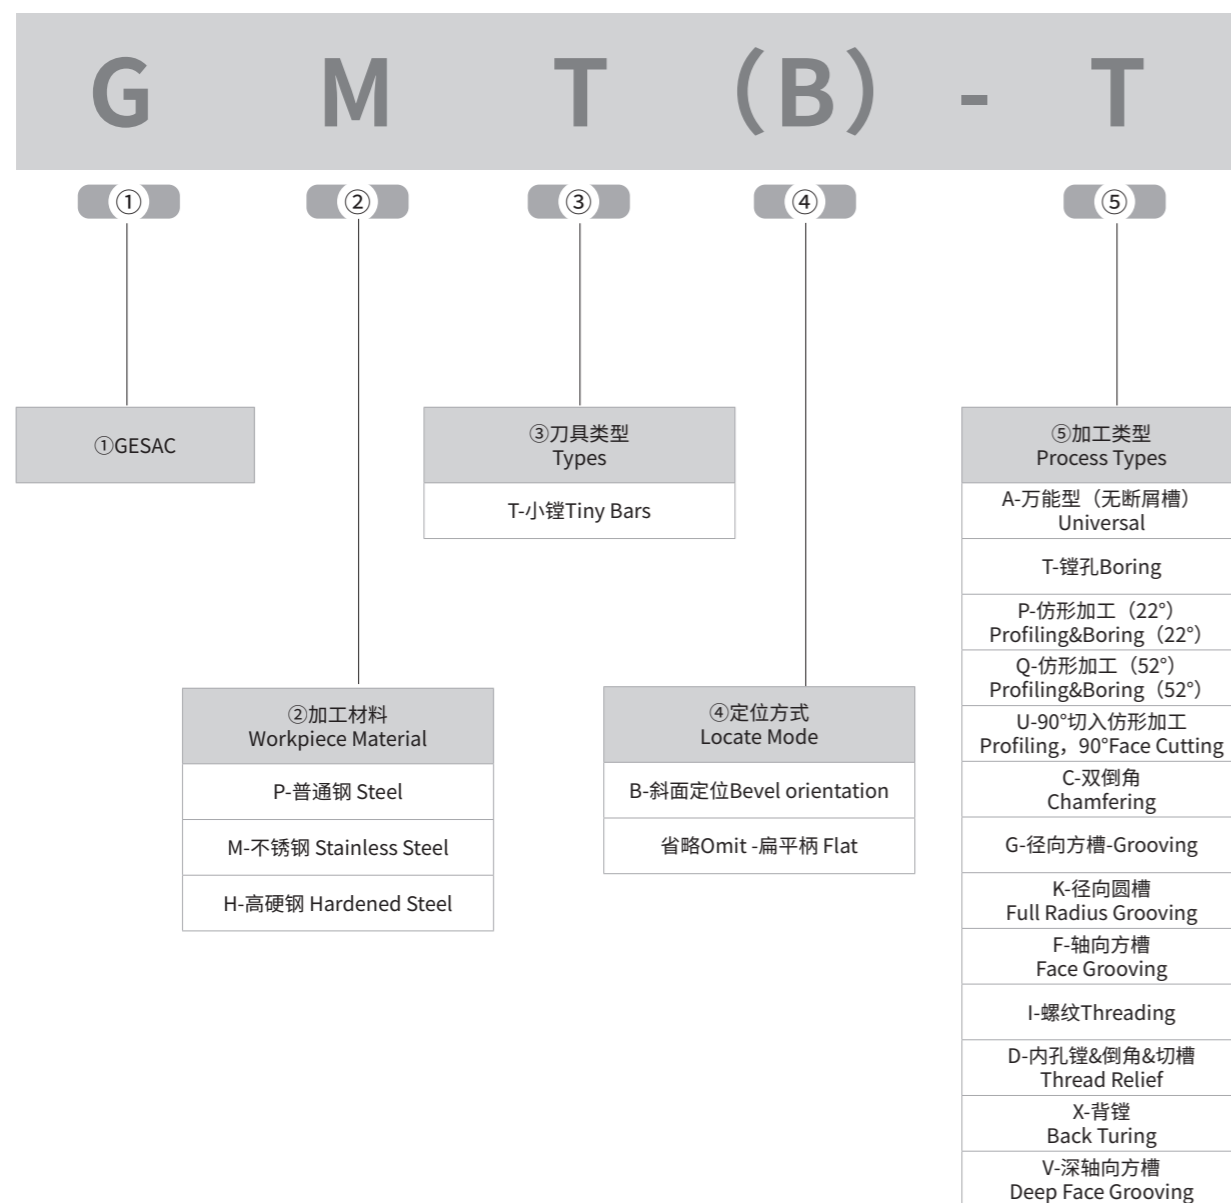 G M T (B) - T
① ② ③ ④ ⑤
①GESAC
③刀具类型
Types
T-小镗Tiny Bars
②加工材料
Workpiece Material
P-普通钢 Steel
M-不锈钢 Stainless Steel
H-高硬钢 Hardened Steel
④定位方式
Locate Mode
B-斜面定位Bevel orientation
省略Omit -扁平柄 Flat
⑤加工类型
Process Types
A-万能型（无断屑槽）
Universal
T-镗孔Boring
P-仿形加工（22°）
Profiling&Boring（22°）
Q-仿形加工（52°）
Profiling&Boring（52°）
U-90°切入仿形加工
Profiling，90°Face Cutting
C-双倒角
Chamfering
G-径向方槽-Grooving
K-径向圆槽
Full Radius Grooving
F-轴向方槽
Face Grooving
I-螺纹Threading
D-内孔镗&倒角&切槽
Thread Relief
X-背镗
Back Turing
V-深轴向方槽
Deep Face Grooving